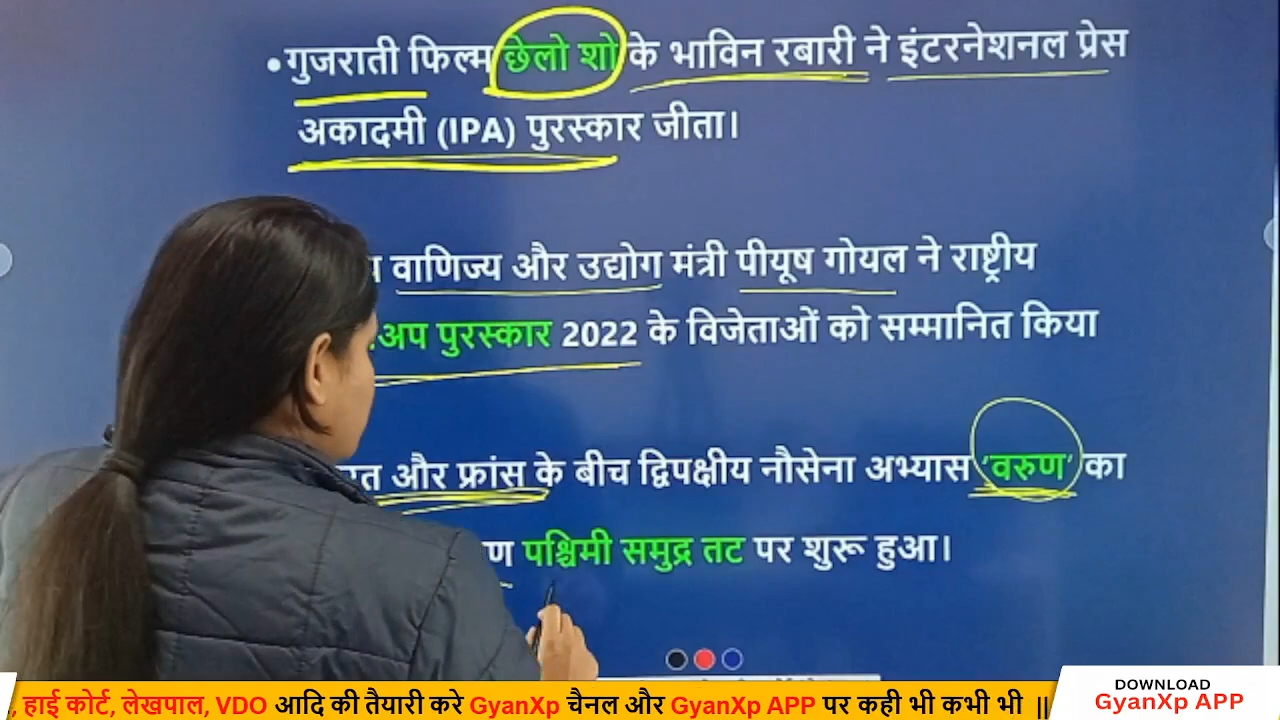 •गुजराती फिल्म छेलो शो के भाविन रबारी ने इंटरनेशनल प्रेस
अकादमी (IPA) पुरस्कार जीता।
वाणिज्य और उद्योग मंत्री पीयूष गोयल ने राष्ट्रीय
अप पुरस्कार 2022 के विजेताओं को सम्मानित किया
और फ्रांस के बीच द्विपक्षीय नौसेना अभ्यास 'वरुण' का
पश्चिमी समुद्र तट पर शुरू हुआ।
, हाई कोर्ट, लेखपाल, VDO आदि की तैयारी करे GyanXp चैनल और GyanXp APP पर कही भी कभी भी ||
DOWNLOAD
GyanXp APP